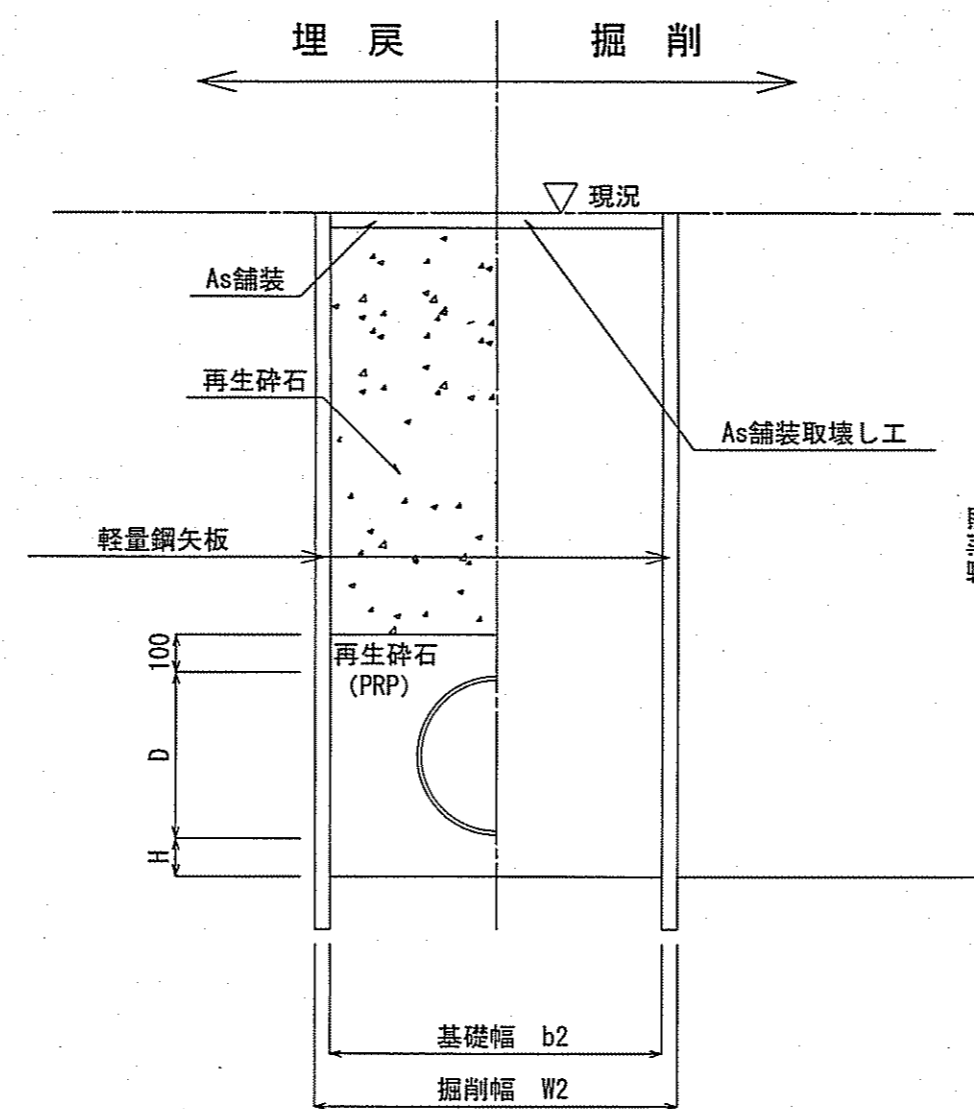 埋 戻
掘 削
現況
As舗装
再生砕石
As舗装取壊し工
軽量鋼矢板
100
再生砕石
(PRP)
D
H
基礎幅 b2
掘削幅 W2